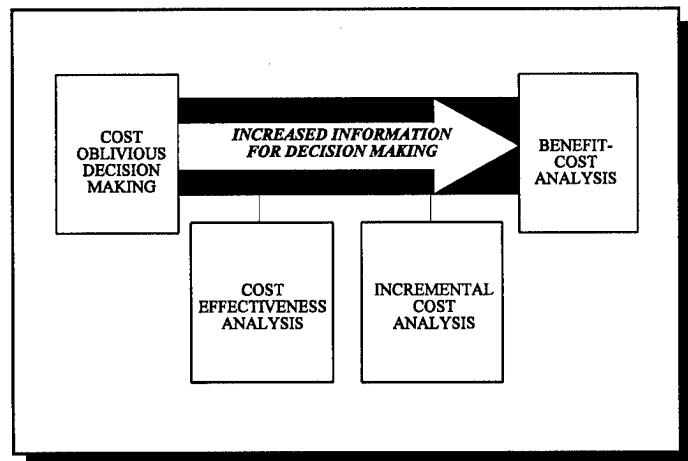 COST
OBLIVIOUS
DECISION
MAKING
INCREASED INFORMATION
FOR DECISION MAKING
BENEFIT-
COST
ANALYSIS
COST
EFFECTIVENESS
ANALYSIS
INCREMENTAL
COST
ANALYSIS